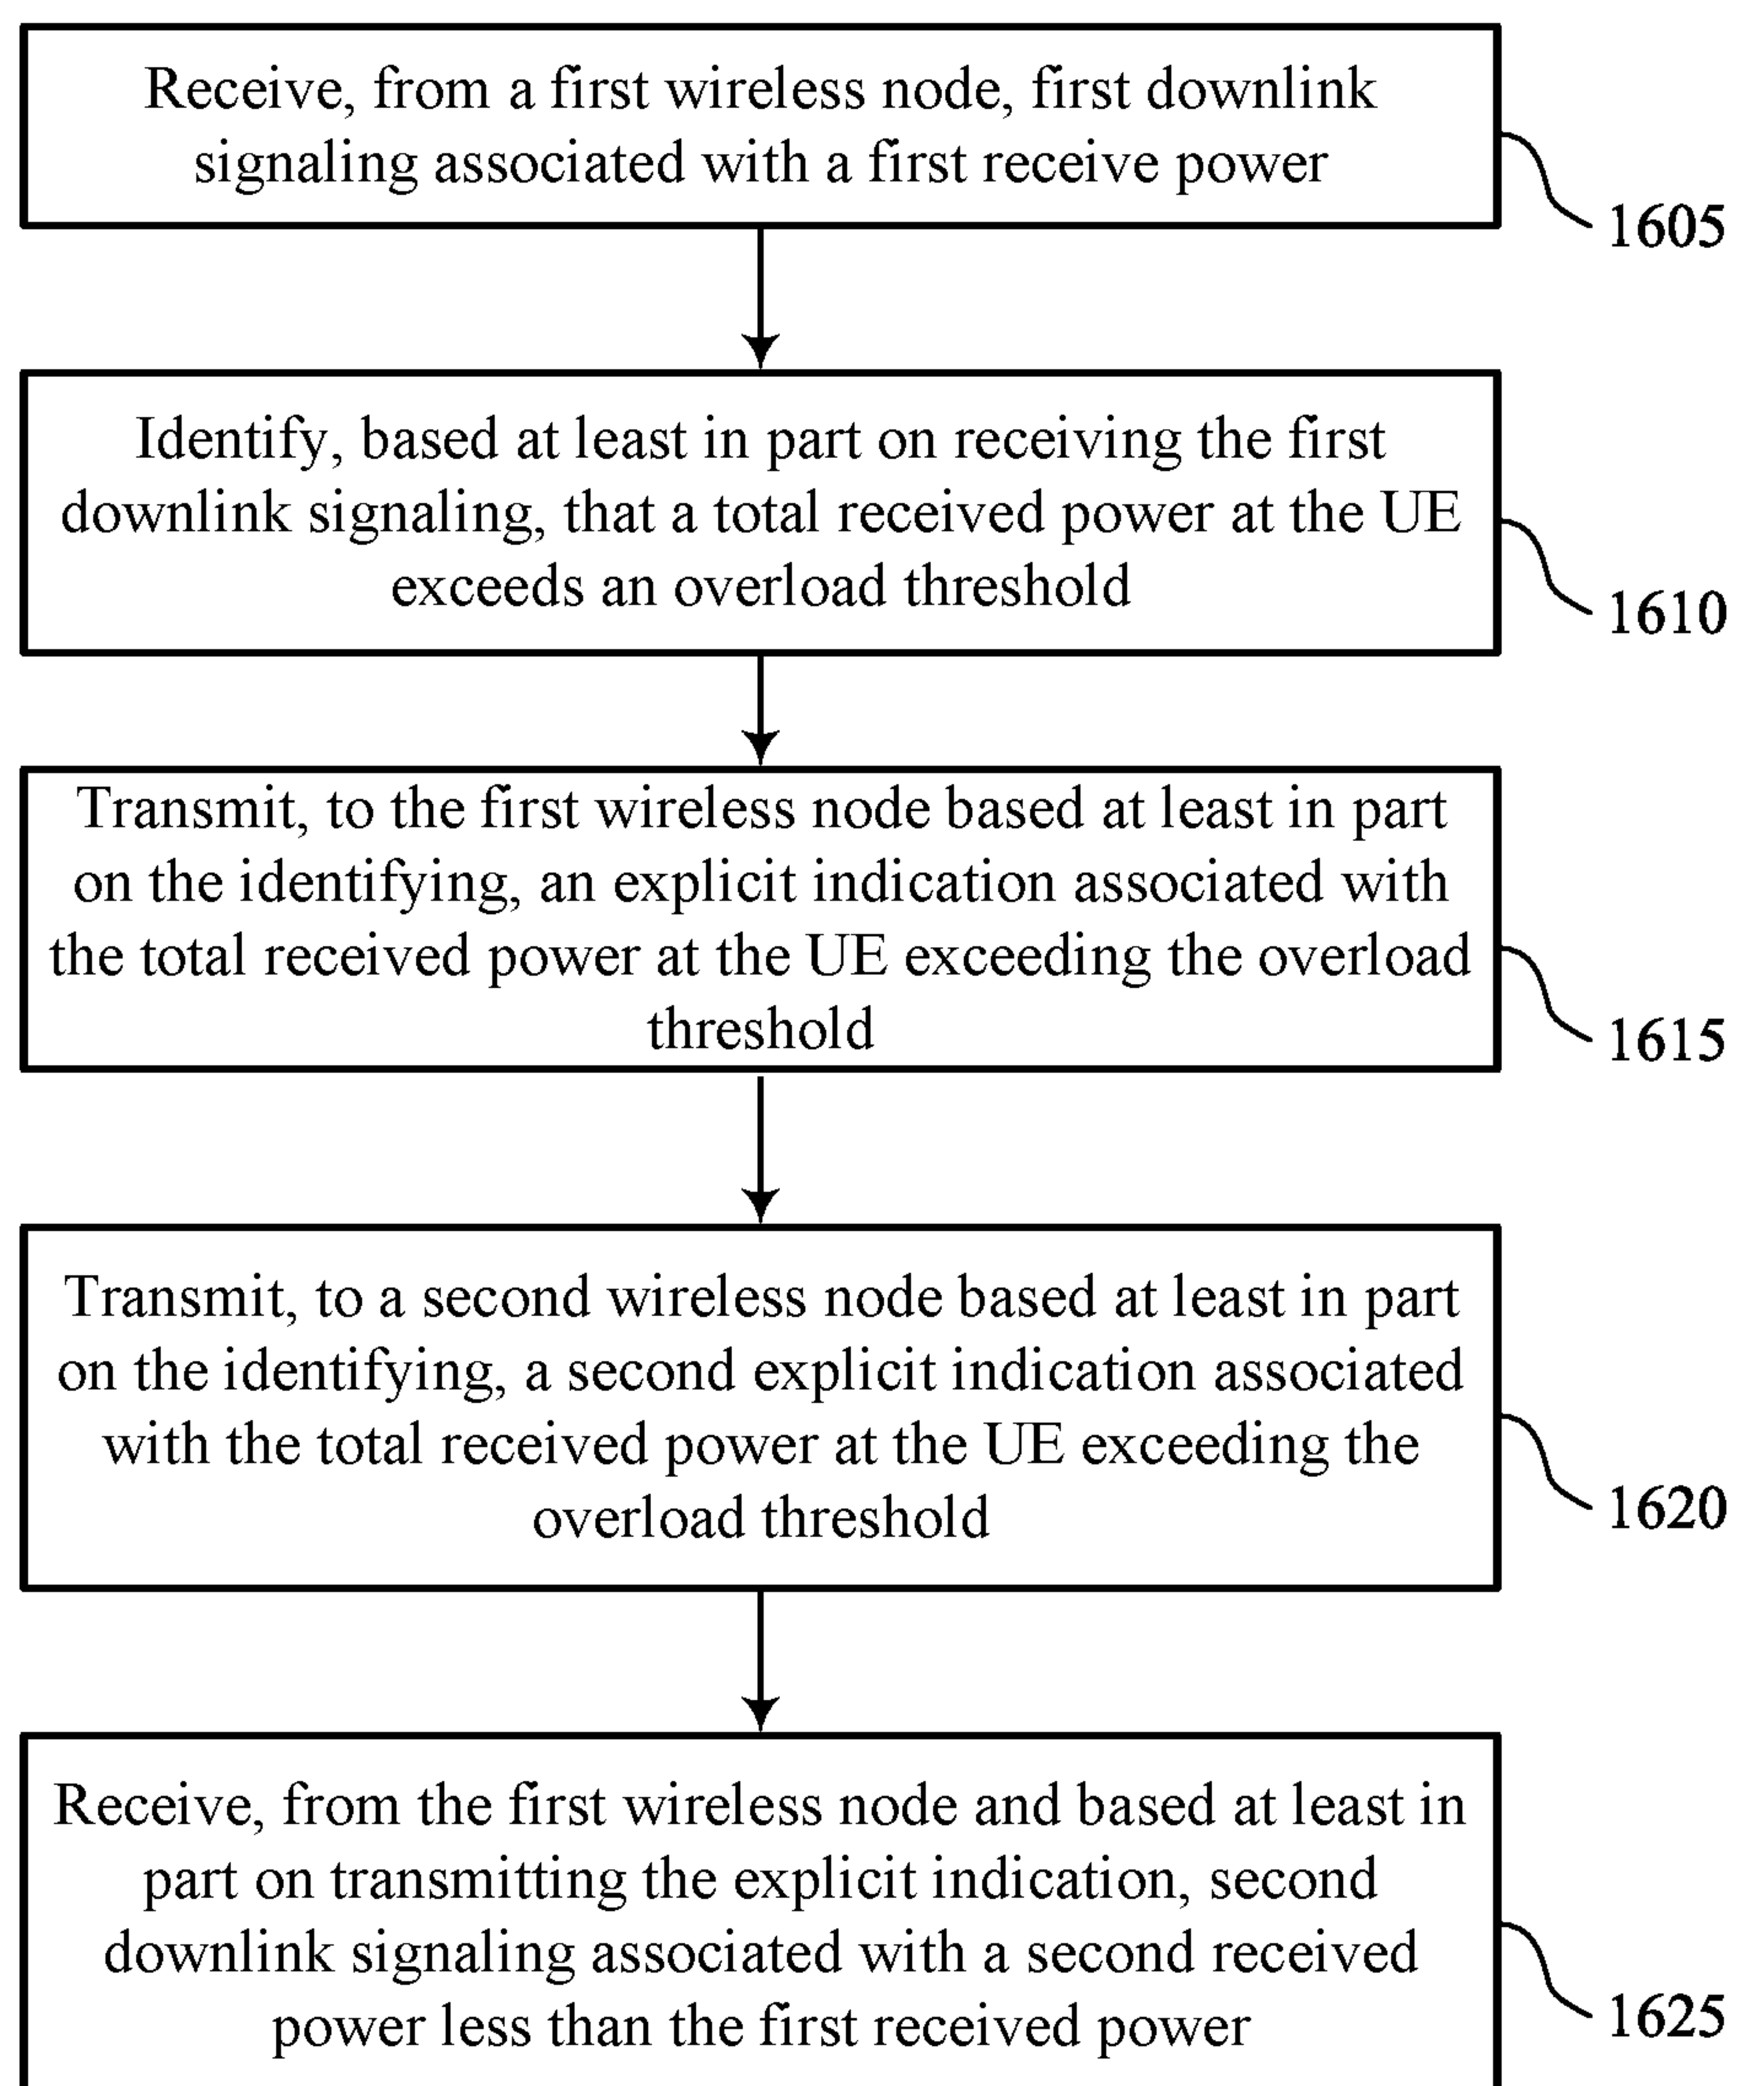 Receive, from a first wireless node, first downlink
signaling associated with a first receive power
1605
Identify, based at least in part on receiving the first
downlink signaling, that a total received power at the UE
exceeds an overload threshold
1610
Transmit, to the first wireless node based at least in part
on the identifying, an explicit indication associated with
the total received power at the UE exceeding the overload
threshold
1615
Transmit, to a second wireless node based at least in part
on the identifying, a second explicit indication associated
with the total received power at the UE exceeding the
overload threshold
1620
Receive, from the first wireless node and based at least in
part on transmitting the explicit indication, second
downlink signaling associated with a second received
power less than the first received power
1625